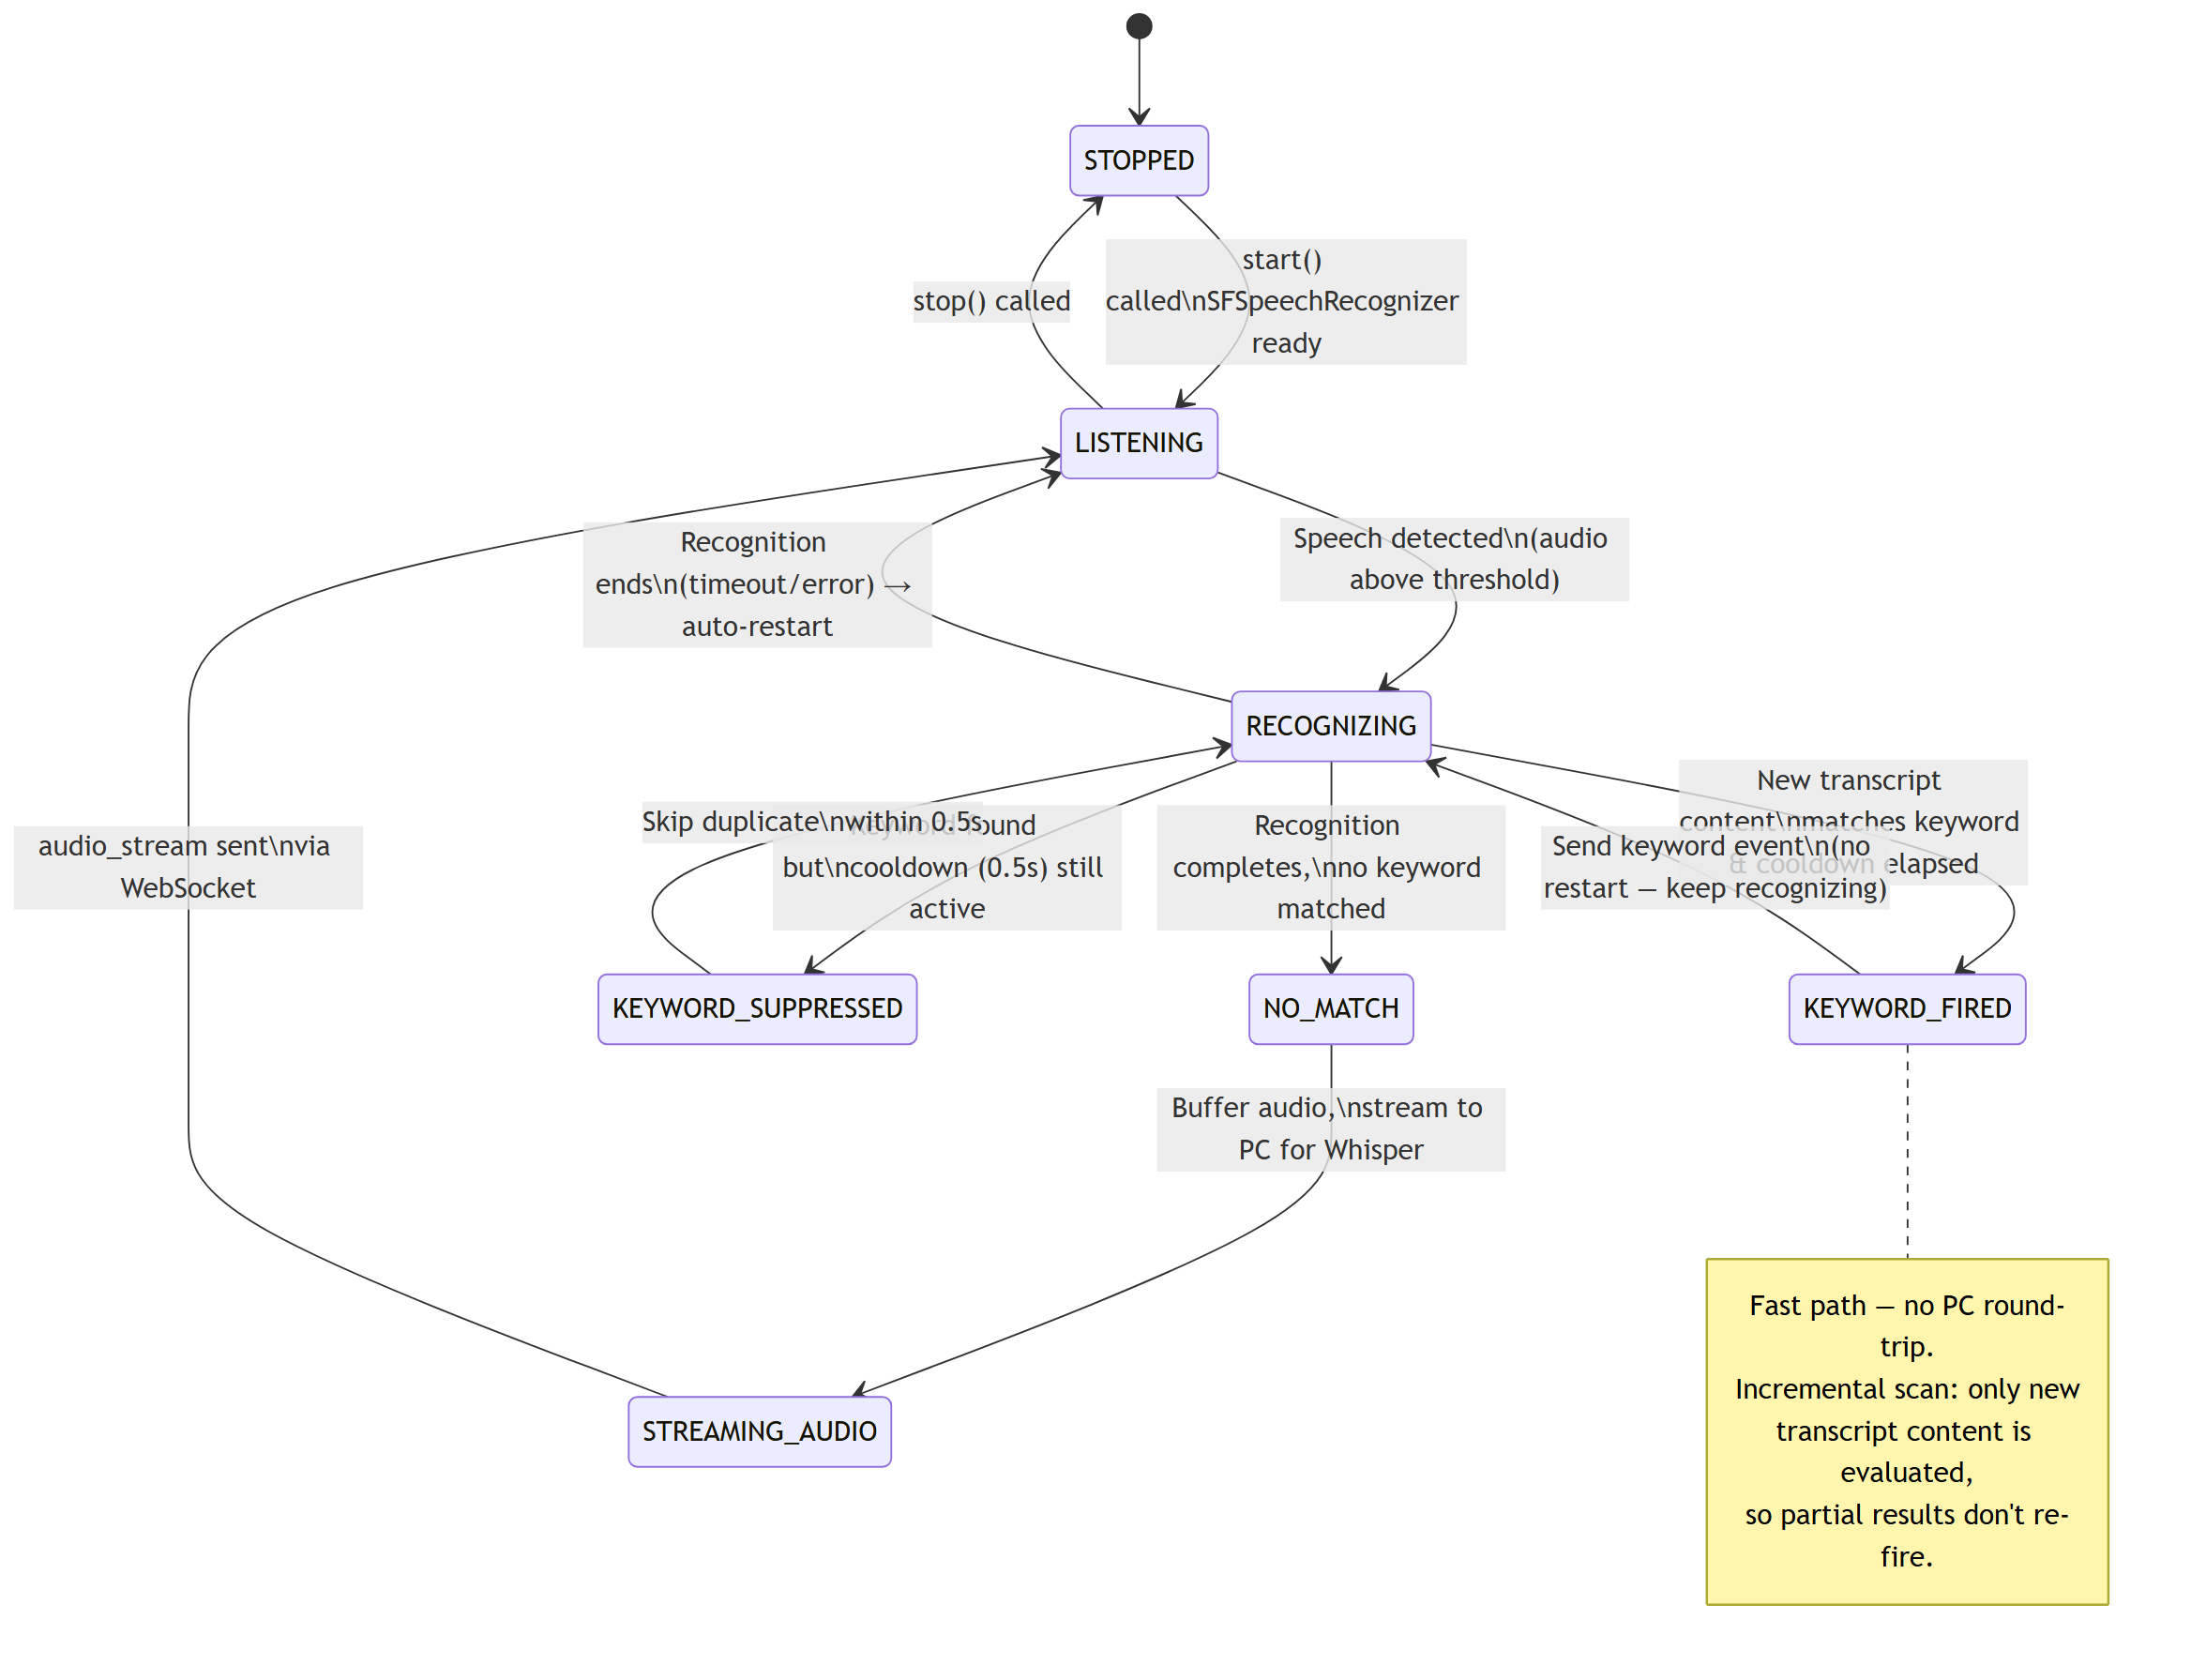 STOPPED
start()
called\nSFSpeechRecognizer
ready
stop() called
LISTENING
Recognition
ends\n(timeout/error) →
auto-restart
Speech detected\n(audio
above threshold)
RECOGNIZING
audio_stream sent\nvia
WebSocket
Skip duplicate\nwithin 0.5s
Keyword found
but\ncooldown (0.5s) still
active
Recognition
completes,\nno keyword
matched
New transcript
content\nmatches keyword
& cooldown elapsed
Send keyword event\n(no
restart — keep recognizing)
KEYWORD_SUPPRESSED
NO_MATCH
KEYWORD_FIRED
Buffer audio,\nstream to
PC for Whisper
STREAMING_AUDIO
Fast path — no PC round-
trip.
Incremental scan: only new
transcript content is
evaluated,
so partial results don't re-
fire.